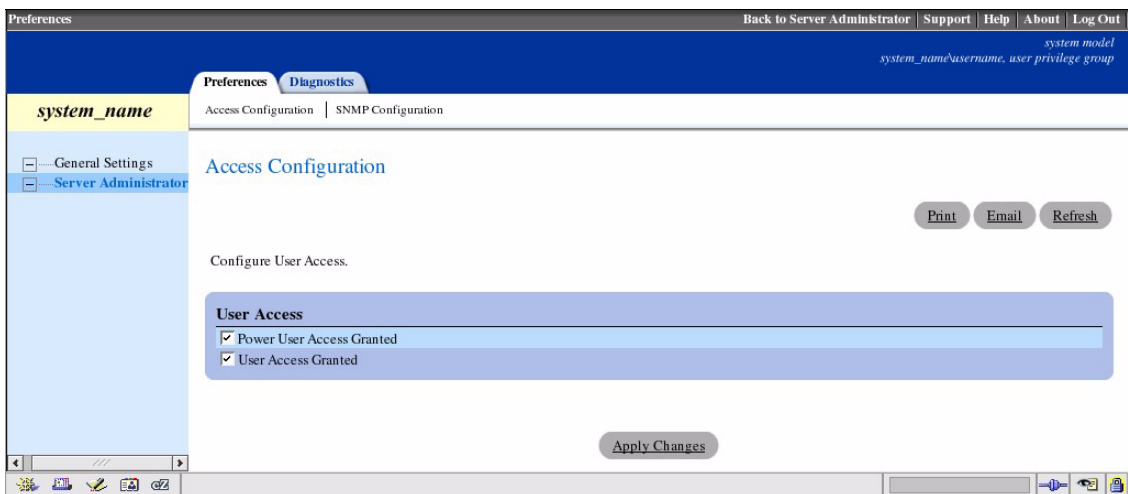 Preferences
Back to Server Administrator | Support | Help | About | Log Out
system model
system_name\username, user privilege group
Preferences Diagnostics
system_name
Access Configuration | SNMP Configuration
General Settings
Server Administrator
Access Configuration
Print Email Refresh
Configure User Access.
User Access
Power User Access Granted
User Access Granted
Apply Changes